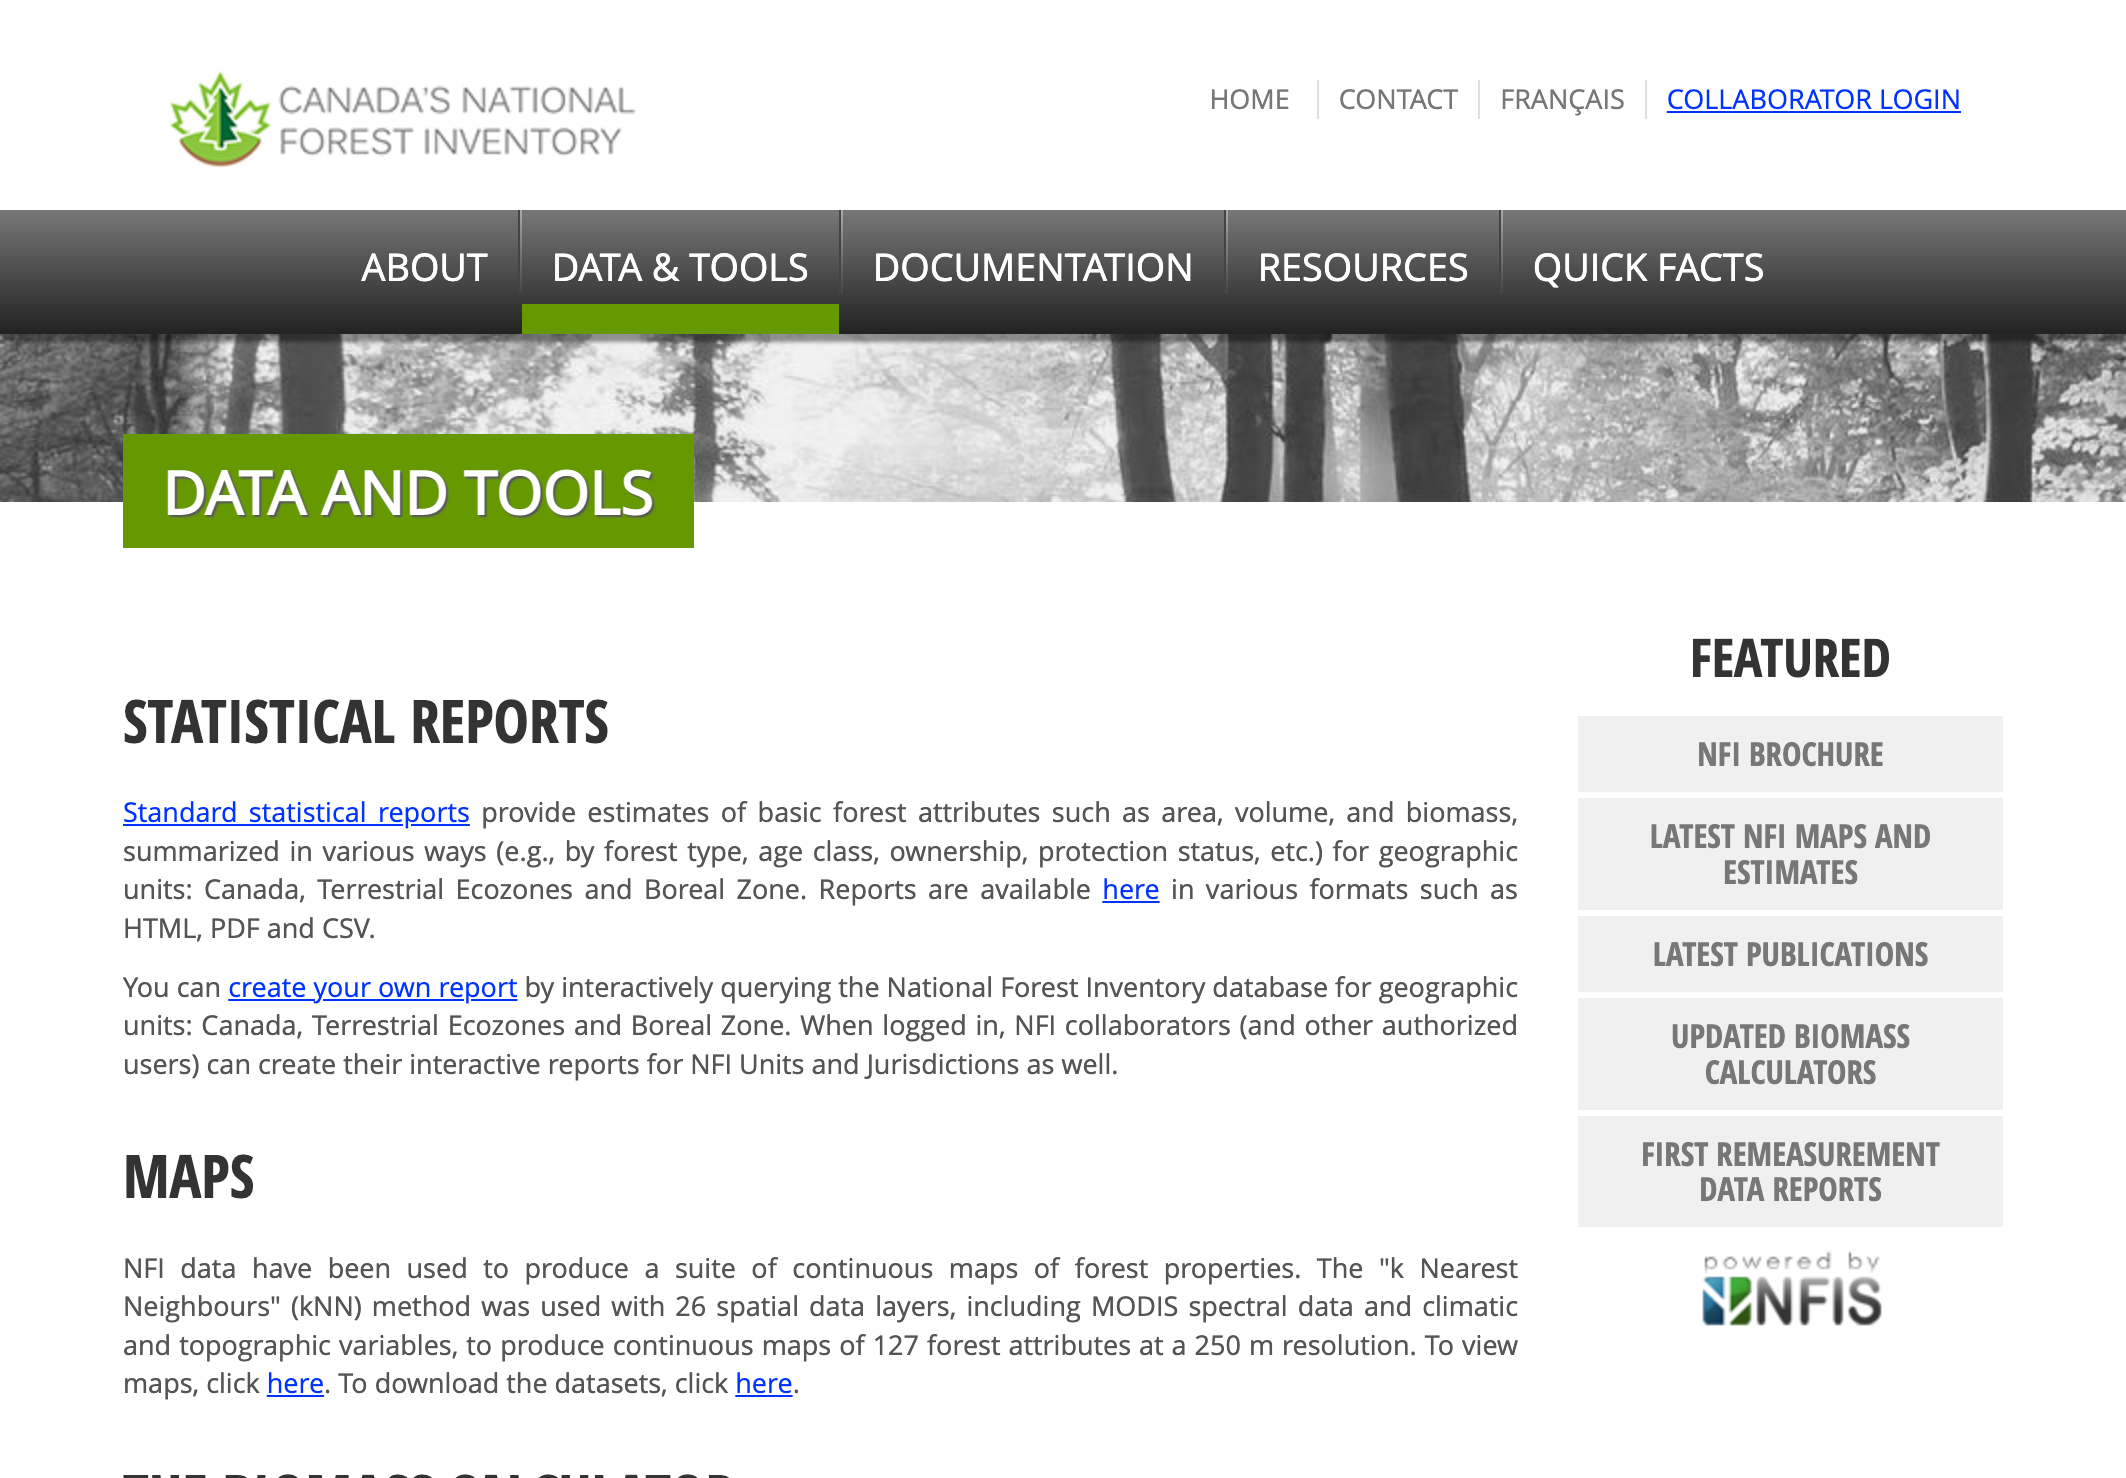 CANADA'S NATIONAL
FOREST INVENTORY
HOME
CONTACT
FRANÇAIS
COLLABORATOR LOGIN
ABOUT
DATA & TOOLS
DOCUMENTATION
RESOURCES
QUICK FACTS
DATA AND TOOLS
STATISTICAL REPORTS
Standard statistical reports provide estimates of basic forest attributes such as area, volume, and biomass,
summarized in various ways (e.g., by forest type, age class, ownership, protection status, etc.) for geographic
units: Canada, Terrestrial Ecozones and Boreal Zone. Reports are available here in various formats such as
HTML, PDF and CSV.
You can create your own report by interactively querying the National Forest Inventory database for geographic
units: Canada, Terrestrial Ecozones and Boreal Zone. When logged in, NFI collaborators (and other authorized
users) can create their interactive reports for NFI Units and Jurisdictions as well.
MAPS
NFI data have been used to produce a suite of continuous maps of forest properties. The "k Nearest
Neighbours" (kNN) method was used with 26 spatial data layers, including MODIS spectral data and climatic
and topographic variables, to produce continuous maps of 127 forest attributes at a 250 m resolution. To view
maps, click here. To download the datasets, click here.
THE BIOMASS CALCULATOR
FEATURED
NFI BROCHURE
LATEST NFI MAPS AND
ESTIMATES
LATEST PUBLICATIONS
UPDATED BIOMASS
CALCULATORS
FIRST REMEASUREMENT
DATA REPORTS
powered by
NFIS